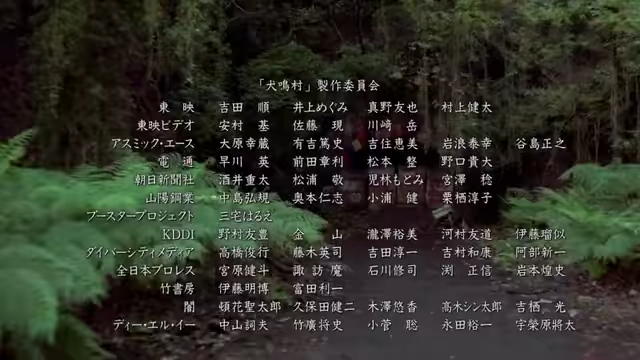 「犬鳴村」製作委員会
東 映 吉田 順 井上めぐみ 真野友也 村上健太
東映ビデオ 安村 基 佐藤 現 川﨑 岳
アスミック・エース 大原幸蔵 有吉篤史 吉住恵美 岩浪泰幸 谷島正之
電 通 早川 英 前田章利 松本 整 野口貴大
朝日新聞社 酒井重太 松浦 敬 児林もとみ 宮澤 稔
山陽鋼業 中島弘規 奥本仁志 小浦 健 栗栖淳子
ブースタープロジェクト 三宅はるえ
KDDI 野村友豊 金 山 瀧澤裕美 河村友道 伊藤瑠似
ダイバーシティメディア 高橋俊行 藤木英司 吉田淳一 吉村和康 阿部新一
全日本プロレス 宮原健斗 諏訪魔 石川修司 渕 正信 岩本煌史
竹書房 伊藤明博 富田利一
闇 頓花聖太郎 久保田健二 木澤悠香 高木シン太郎 吉栖 光
ディー・エル・イー 中山詞夫 竹廣将史 小菅 聡 永田裕一 宇榮原將太